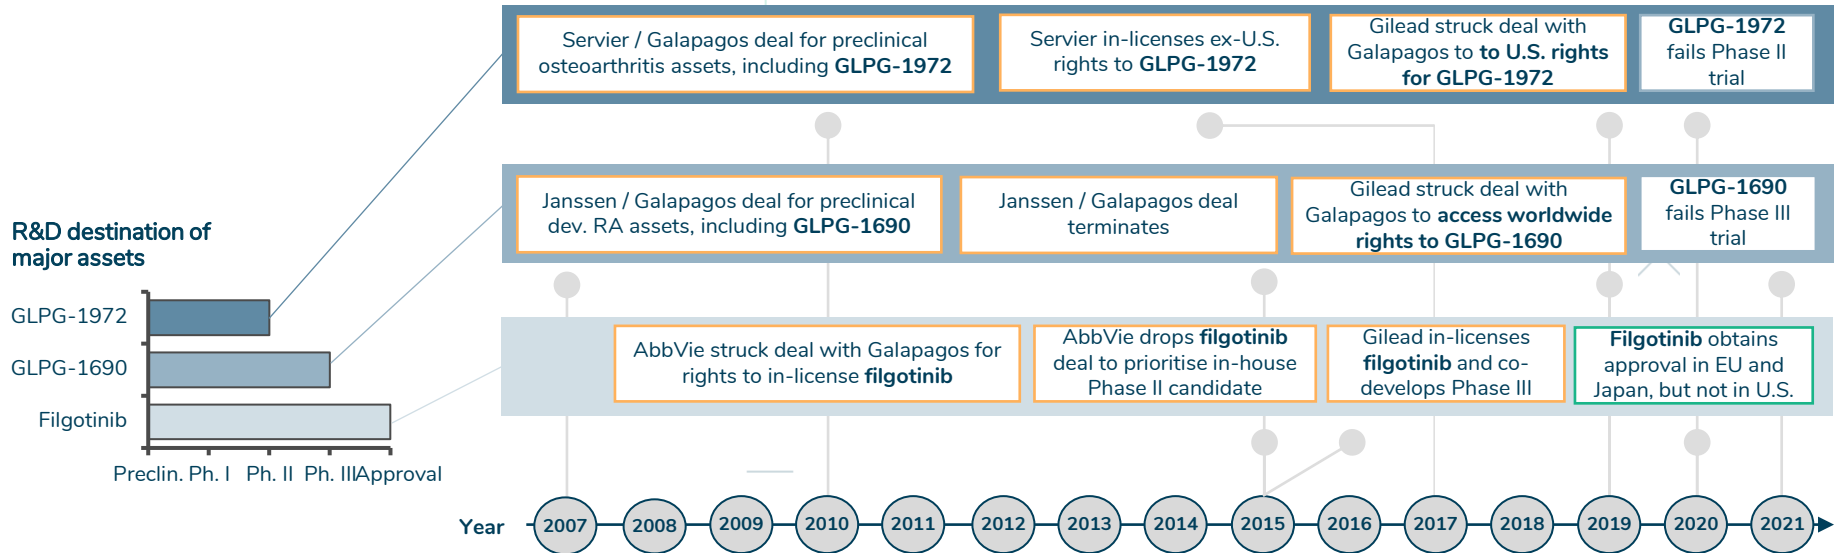 Servier / Galapagos deal for preclinical
osteoarthritis assets, including GLPG-1972
Servier in-licenses ex-U.S.
rights to GLPG-1972
Gilead struck deal with
Galapagos to to U.S. rights
for GLPG-1972
GLPG-1972
fails Phase II
trial
Janssen / Galapagos deal for preclinical
dev. RA assets, including GLPG-1690
Janssen / Galapagos deal
terminates
Gilead struck deal with
Galapagos to access worldwide
rights to GLPG-1690
GLPG-1690
fails Phase III
trial
R&D destination of
major assets
GLPG-1972
GLPG-1690
Filgotinib
Preclin. Ph. I Ph. II Ph. III Approval
AbbVie struck deal with Galapagos for
rights to in-license filgotinib
AbbVie drops filgotinib
deal to prioritise in-house
Phase II candidate
Gilead in-licenses
filgotinib and co-
develops Phase III
Filgotinib obtains
approval in EU and
Japan, but not in U.S.
Year 2007 2008 2009 2010 2011 2012 2013 2014 2015 2016 2017 2018 2019 2020 2021